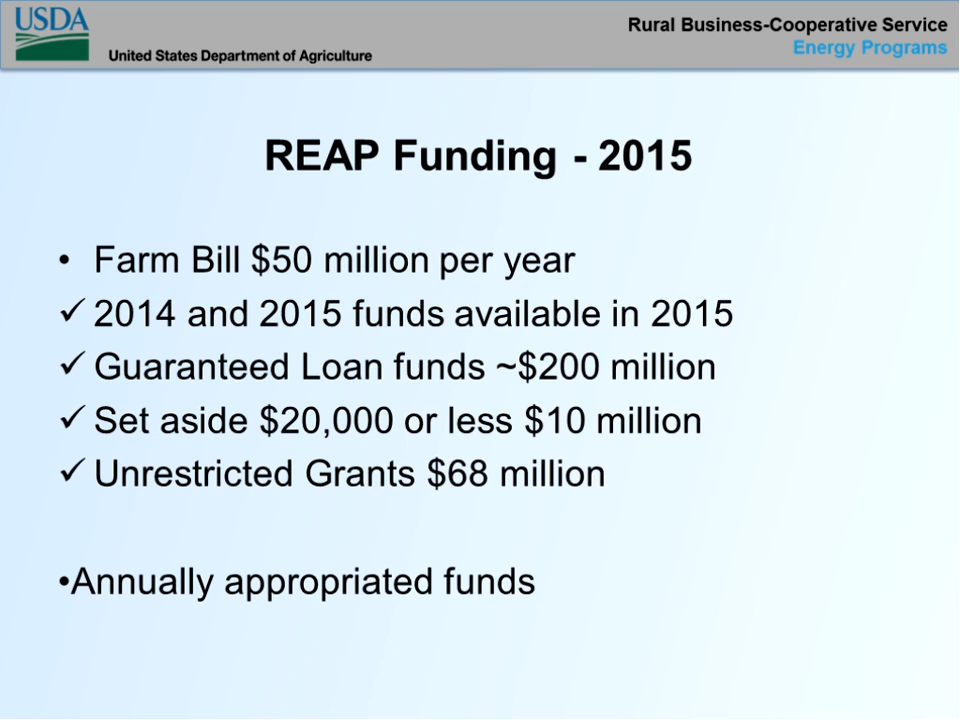 USDA
United States Department of Agriculture
Rural Business-Cooperative Service
Energy Programs
REAP Funding - 2015
• Farm Bill $50 million per year
✓ 2014 and 2015 funds available in 2015
✓ Guaranteed Loan funds ~$200 million
✓ Set aside $20,000 or less $10 million
✓ Unrestricted Grants $68 million
•Annually appropriated funds